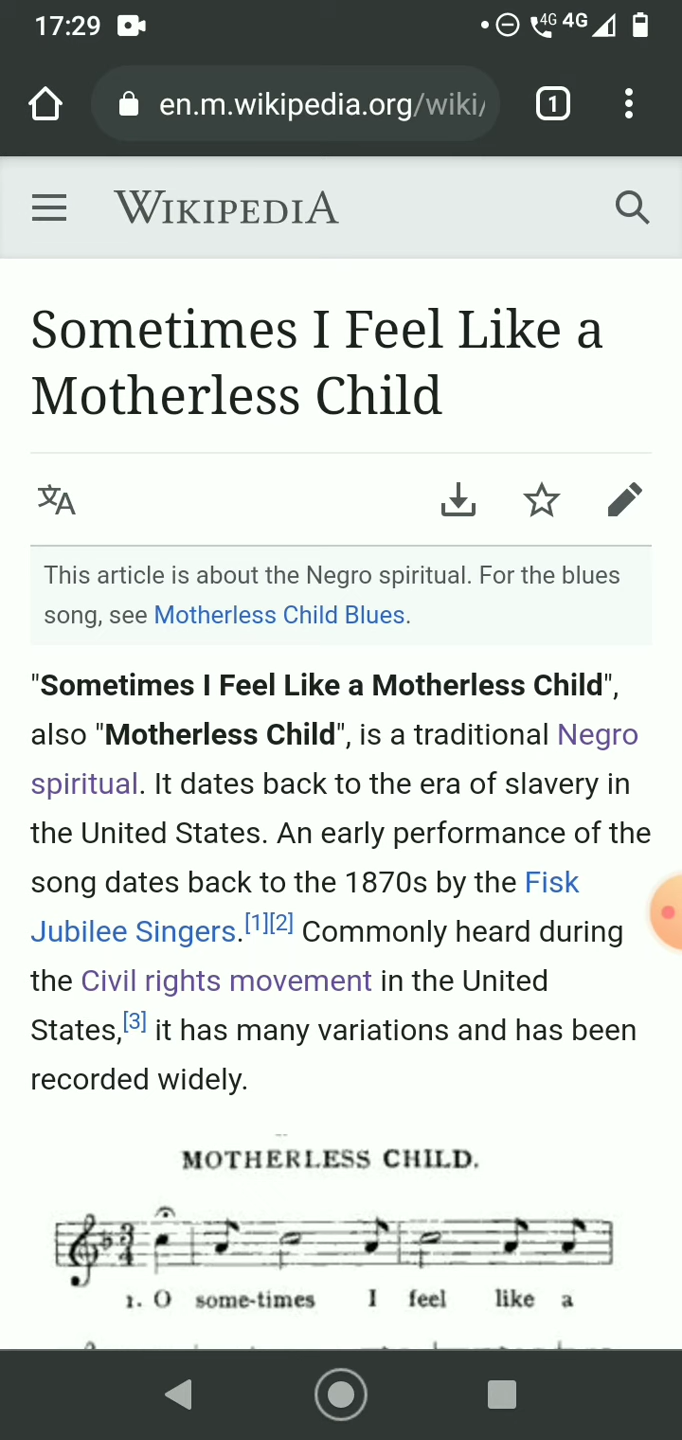 17:29
4G 4G
1
en.m.wikipedia.org/wiki/
WIKIPEDIA
Sometimes I Feel Like a
Motherless Child
文A
This article is about the Negro spiritual. For the blues
song, see Motherless Child Blues.
"Sometimes I Feel Like a Motherless Child",
also "Motherless Child", is a traditional Negro
spiritual. It dates back to the era of slavery in
the United States. An early performance of the
song dates back to the 1870s by the Fisk
Jubilee Singers.[1][2] Commonly heard during
the Civil rights movement in the United
States,[3] it has many variations and has been
recorded widely.
MOTHERLESS CHILD.
3
4
1. O some-times I feel like a